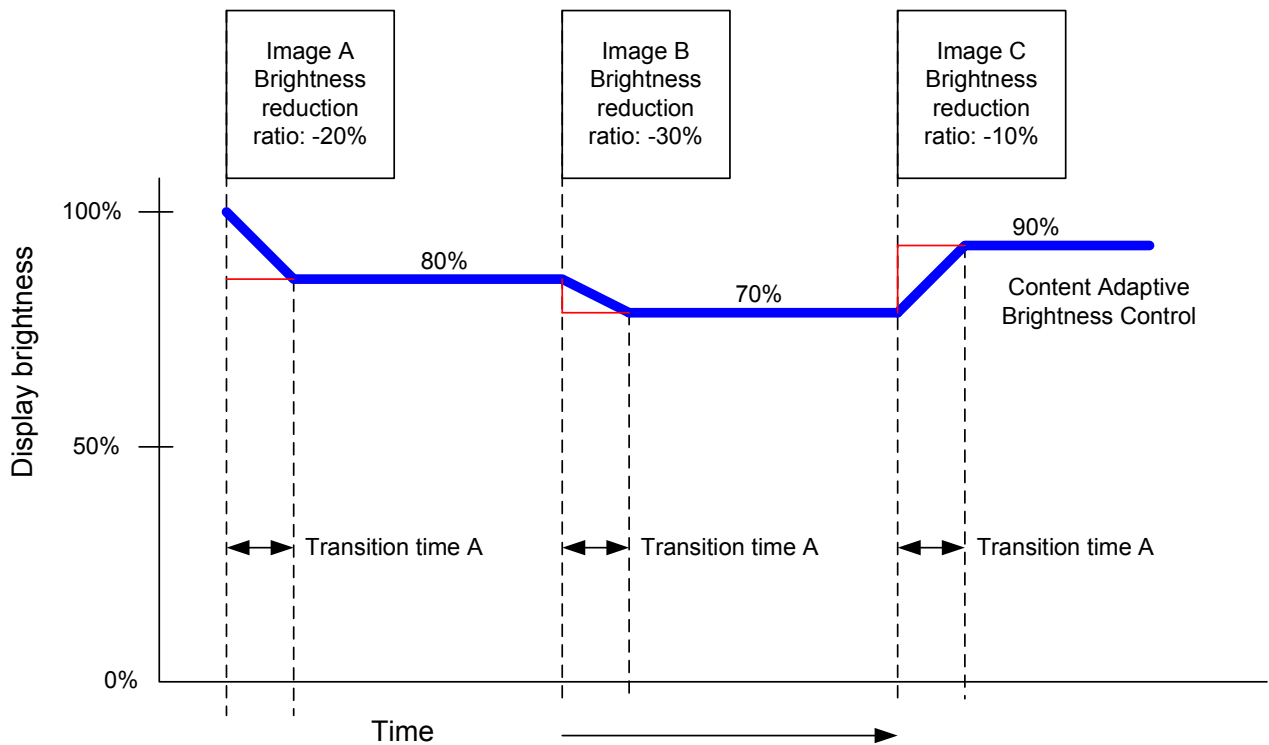 Image A
Brightness
reduction
ratio: -20%
Image B
Brightness
reduction
ratio: -30%
Image C
Brightness
reduction
ratio: -10%
100%
80%
70%
90%
Content Adaptive
Brightness Control
Display brightness
50%
Transition time A
Transition time A
Transition time A
0%
Time